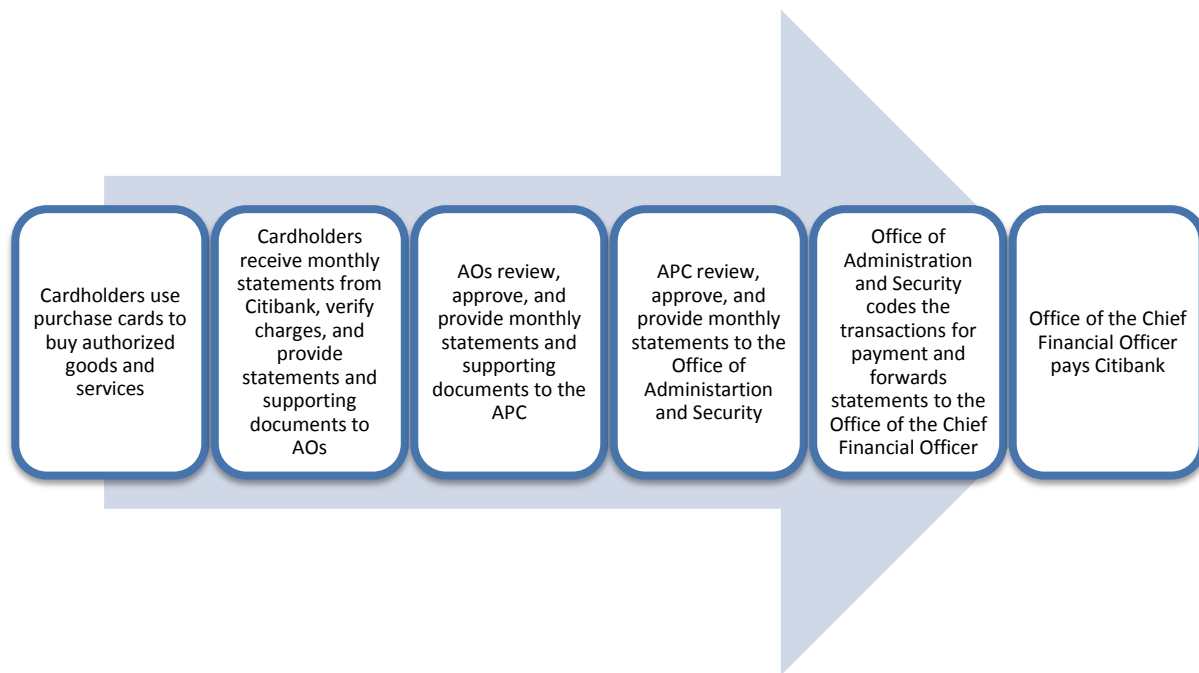 Cardholders use
purchase cards to
buy authorized
goods and
services
Cardholders
receive monthly
statements from
Citibank, verify
charges, and
provide
statements and
supporting
documents to
AOs
AOs review,
approve, and
provide monthly
statements and
supporting
documents to the
APC
APC review,
approve, and
provide monthly
statements to the
Office of
Administartion
and Security
Office of
Administration
and Security
codes the
transactions for
payment and
forwards
statements to the
Office of the Chief
Financial Officer
Office of the Chief
Financial Officer
pays Citibank